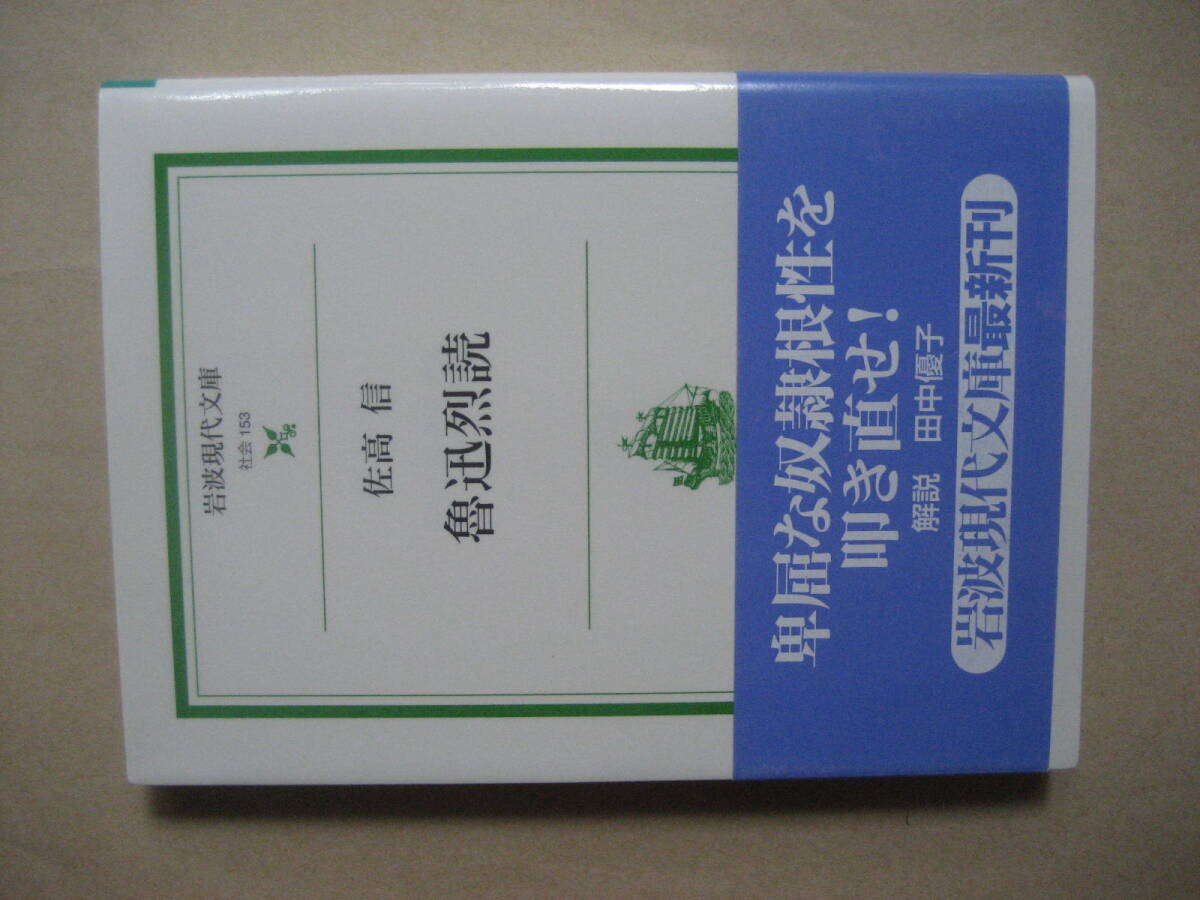 岩波現代文庫
社会 153
佐高 信
魯迅烈読
卑屈な奴隷根性を
叩き直せ!
解説 田中優子
岩波現代文庫最新刊